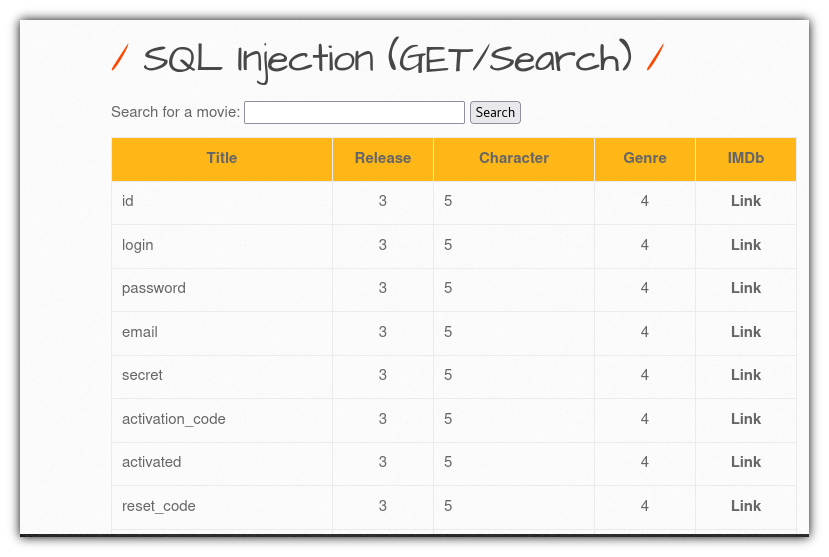 / SQL Injection (GET/Search) /
Search for a movie: Search
Title Release Character Genre IMDb
id 3 5 4 Link
login 3 5 4 Link
password 3 5 4 Link
email 3 5 4 Link
secret 3 5 4 Link
activation_code 3 5 4 Link
activated 3 5 4 Link
reset_code 3 5 4 Link